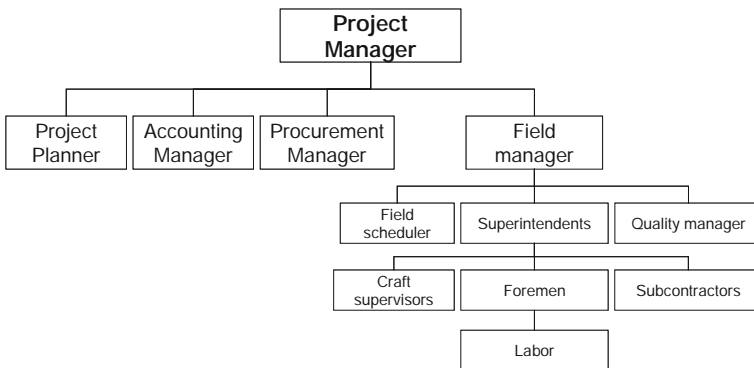 Project
Manager
Project
Planner
Accounting
Manager
Procurement
Manager
Field
manager
Field
scheduler
Superintendents
Quality manager
Craft
supervisors
Foremen
Subcontractors
Labor